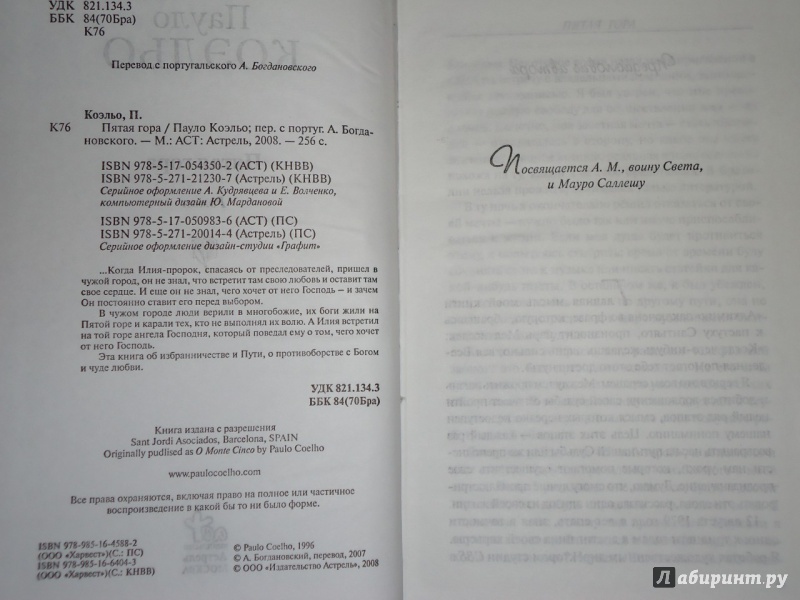 УДК 821.134.3
ББК 84(70Бра)
К76
Перевод с португальского А. Богдановского
Коэльо, П.
К76 Пятая гора / Пауло Коэльо; пер. с португ. А. Богда-
новского. — М.: АСТ: Астрель, 2008. — 256 с.
ISBN 978-5-17-054350-2 (АСТ) (КНВВ)
ISBN 978-5-271-21230-7 (Астрель) (КНВВ)
Серийное оформление А. Кудрявцева и Е. Волченко,
компьютерный дизайн Ю. Мардановой
ISBN 978-5-17-050983-6 (АСТ) (ПС)
ISBN 978-5-271-20014-4 (Астрель) (ПС)
Серийное оформление дизайн-студии «Графит»
...Когда Илия-пророк, спасаясь от преследователей, пришел в
чужой город, он не знал, что встретит там свою любовь и оставит там
свое сердце. И еще он не знал, чего хочет от него Господь — и зачем
Он постоянно ставит его перед выбором.
В чужом городе люди верили в многобожие, их боги жили на
Пятой горе и карали тех, кто не выполнял их волю. А Илия встретил
на той горе ангела Господня, который поведал ему о том, чего хочет
от него Господь.
Эта книга об избранничестве и Пути, о противоборстве с Богом
и чуде любви.
УДК 821.134.3
ББК 84(70Бра)
Книга издана с разрешения
Sant Jordi Asociados, Barcelona, SPAIN
Originally pudlised as O Monte Cinco by Paulo Coelho
www.paulocoelho.com
Все права охраняются, включая право на полное или частичное
воспроизведение в какой бы то ни было форме.
ISBN 978-985-16-4588-2
(ООО «Харвест»)(С.: ПС)
ISBN 978-985-16-6404-3
(ООО «Харвест»)(С.: КНВВ)
© Paulo Coelho, 1996
© А. Богдановский, перевод, 2007
© ООО «Издательство Астрель», 2008
Посвящается А. М., воину Света,
и Мауро Саллешу
Лабиринт.ру